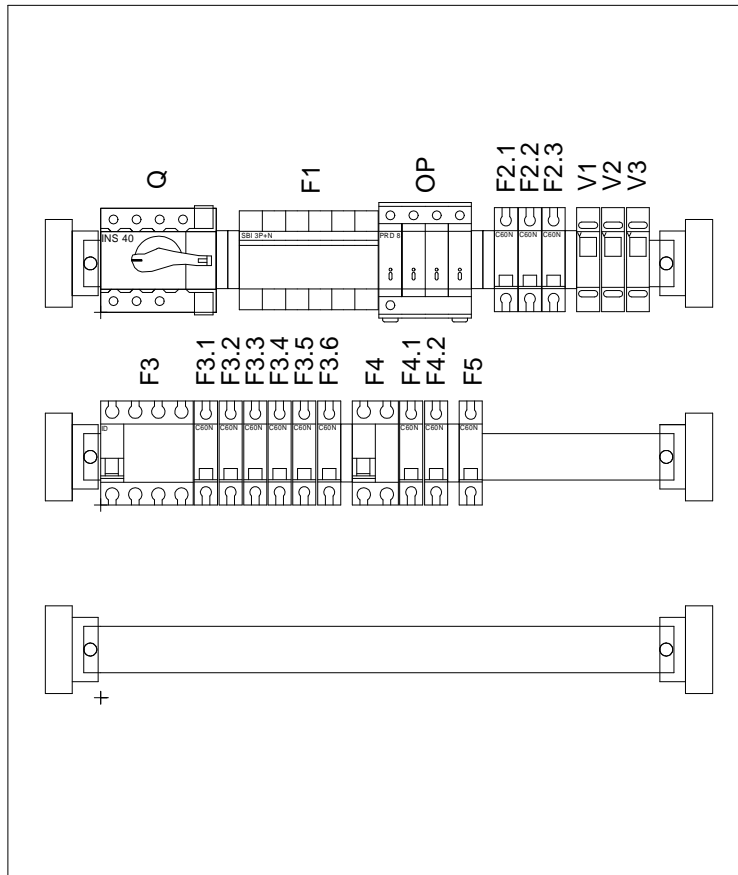 Q F1 OP F2.1 F2.2 F2.3 V1 V2 V3
INS 40 SBI 3P+N PRD 8 C60N C60N C60N V V V
F3 F3.1 F3.2 F3.3 F3.4 F3.5 F3.6 F4 F4.1 F4.2 F5
ID C60N C60N C60N C60N C60N C60N C60N C60N C60N